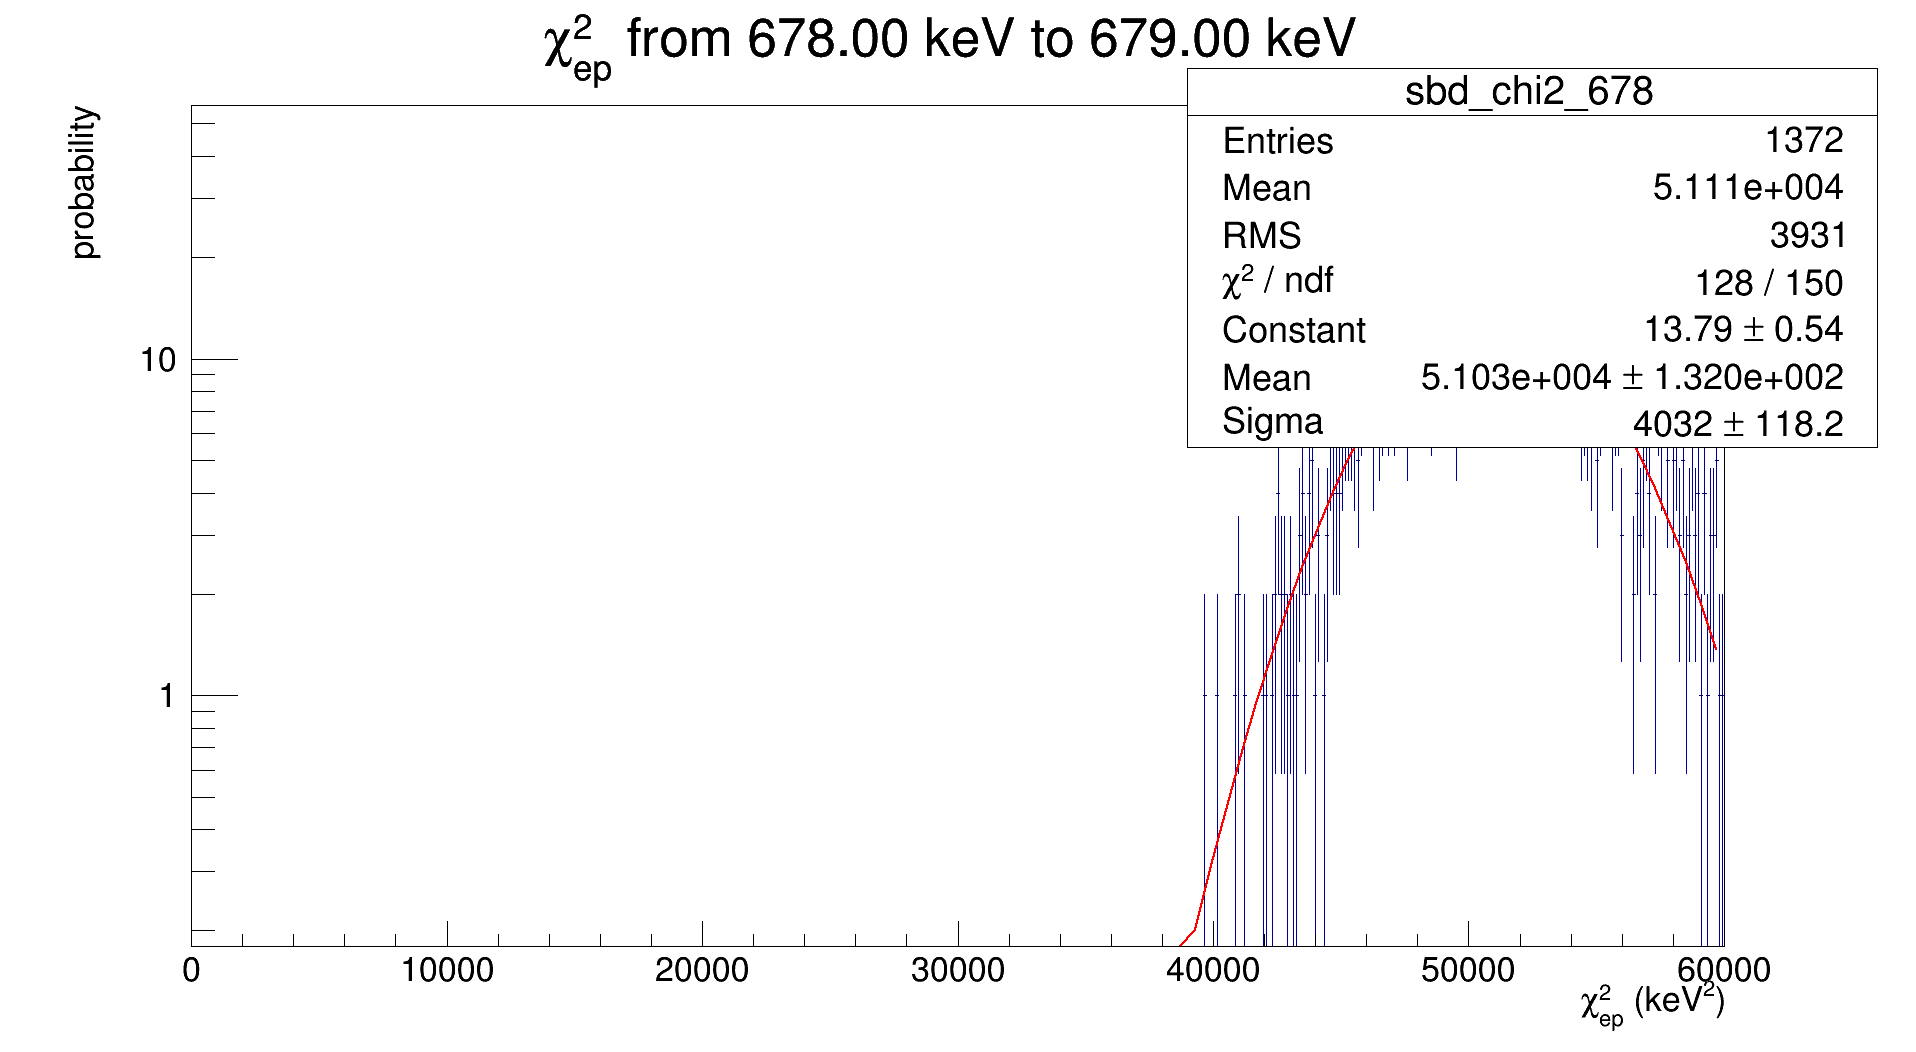 χ²ep from 678.00 keV to 679.00 keV
probability
sbd_chi2_678
Entries 1372
Mean 5.111e+004
RMS 3931
χ² / ndf 128 / 150
Constant 13.79 ± 0.54
Mean 5.103e+004 ± 1.320e+002
Sigma 4032 ± 118.2
10
1
0 10000 20000 30000 40000 50000 60000
χ²ep (keV²)